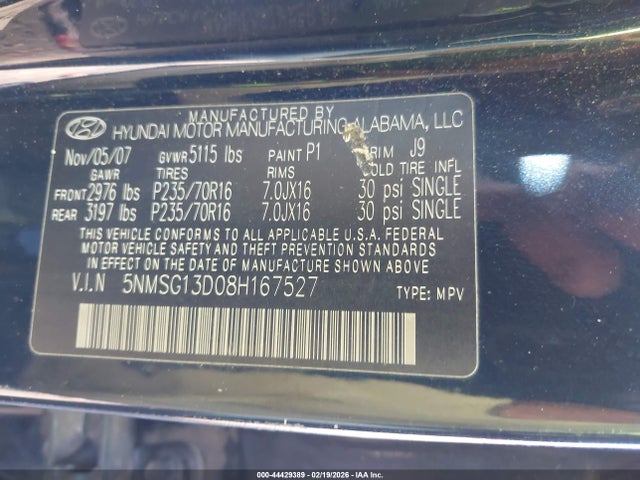 MANUFACTURED BY
HYUNDAI MOTOR MANUFACTURING ALABAMA, LLC
Nov/05/07 GVWR 5115 lbs PAINT P1 TRIM J9
GAWR TIRES RIMS COLD TIRE INFL
FRONT 2976 lbs P235/70R16 7.0JX16 30 psi SINGLE
REAR 3197 lbs P235/70R16 7.0JX16 30 psi SINGLE
THIS VEHICLE CONFORMS TO ALL APPLICABLE U.S.A. FEDERAL
MOTOR VEHICLE SAFETY AND THEFT PREVENTION STANDARDS
IN EFFECT ON THE DATE OF MANUFACTURE SHOWN ABOVE.
V.I.N 5NMSG13D08H167527 TYPE: MPV
000-44429389 - 02/19/2026 - IAA Inc.